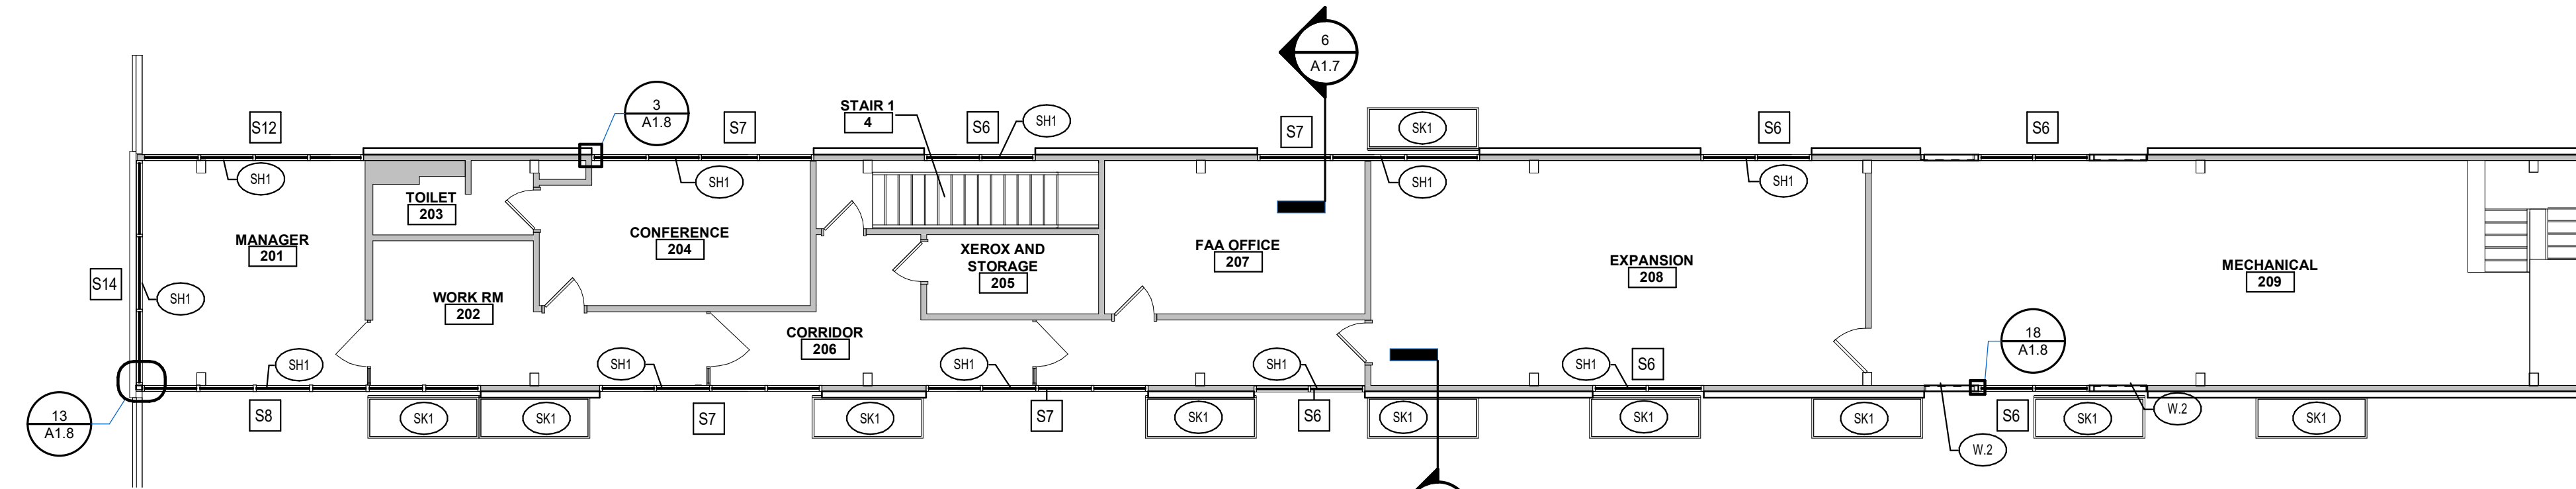 6
A1.7
3
A1.8
STAIR 1
4
S12
S7
S6
SH1
S7
SK1
S6
S6
SH1
SH1
SH1
SH1
TOILET
203
MANAGER
201
CONFERENCE
204
XEROX AND
STORAGE
205
FAA OFFICE
207
EXPANSION
208
MECHANICAL
209
S14
SH1
WORK RM
202
CORRIDOR
206
18
A1.8
SH1
SH1
SH1
SH1
SH1
S6
13
A1.8
S8
SK1
SK1
S7
SK1
S7
SK1
S6
SK1
SK1
SK1
S6
SK1
W.2
SK1
W.2